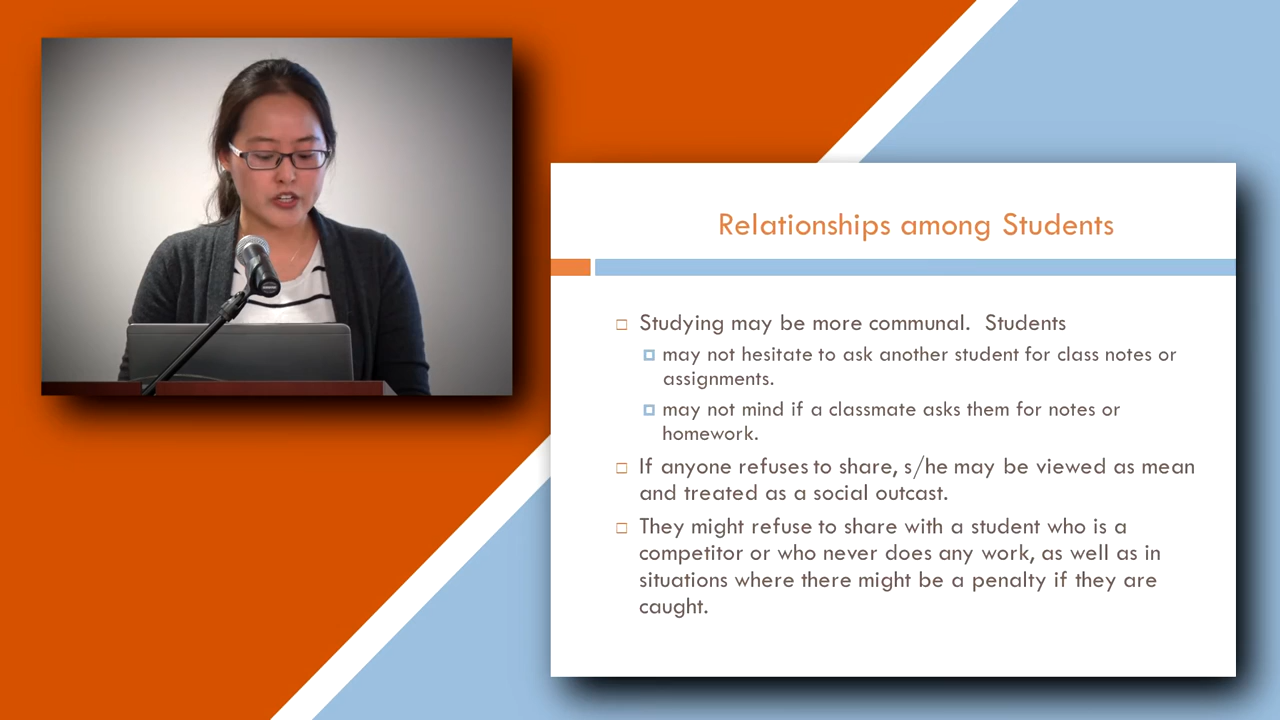 Relationships among Students
Studying may be more communal. Students
may not hesitate to ask another student for class notes or
assignments.
may not mind if a classmate asks them for notes or
homework.
If anyone refuses to share, s/he may be viewed as mean
and treated as a social outcast.
They might refuse to share with a student who is a
competitor or who never does any work, as well as in
situations where there might be a penalty if they are
caught.